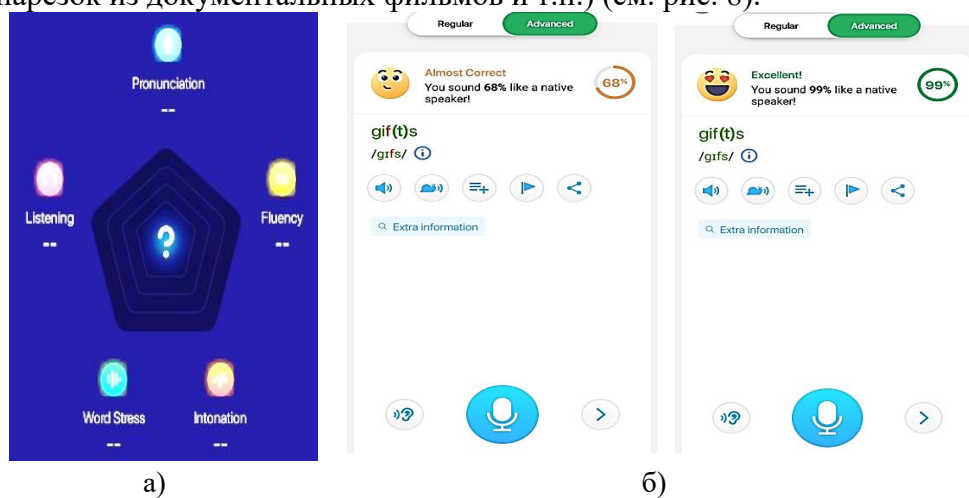 нарезок из документальных фильмов и т.п.) (см. рис. 8).
Pronunciation
--
Listening
--
Fluency
--
?
Word Stress
--
Intonation
--
а)
Regular Advanced
Almost Correct
You sound 68% like a native
speaker!
68%
gif(t)s
/gɪfs/
Extra information
Regular Advanced
Excellent!
You sound 99% like a native
speaker!
99%
gif(t)s
/gɪfs/
Extra information
б)